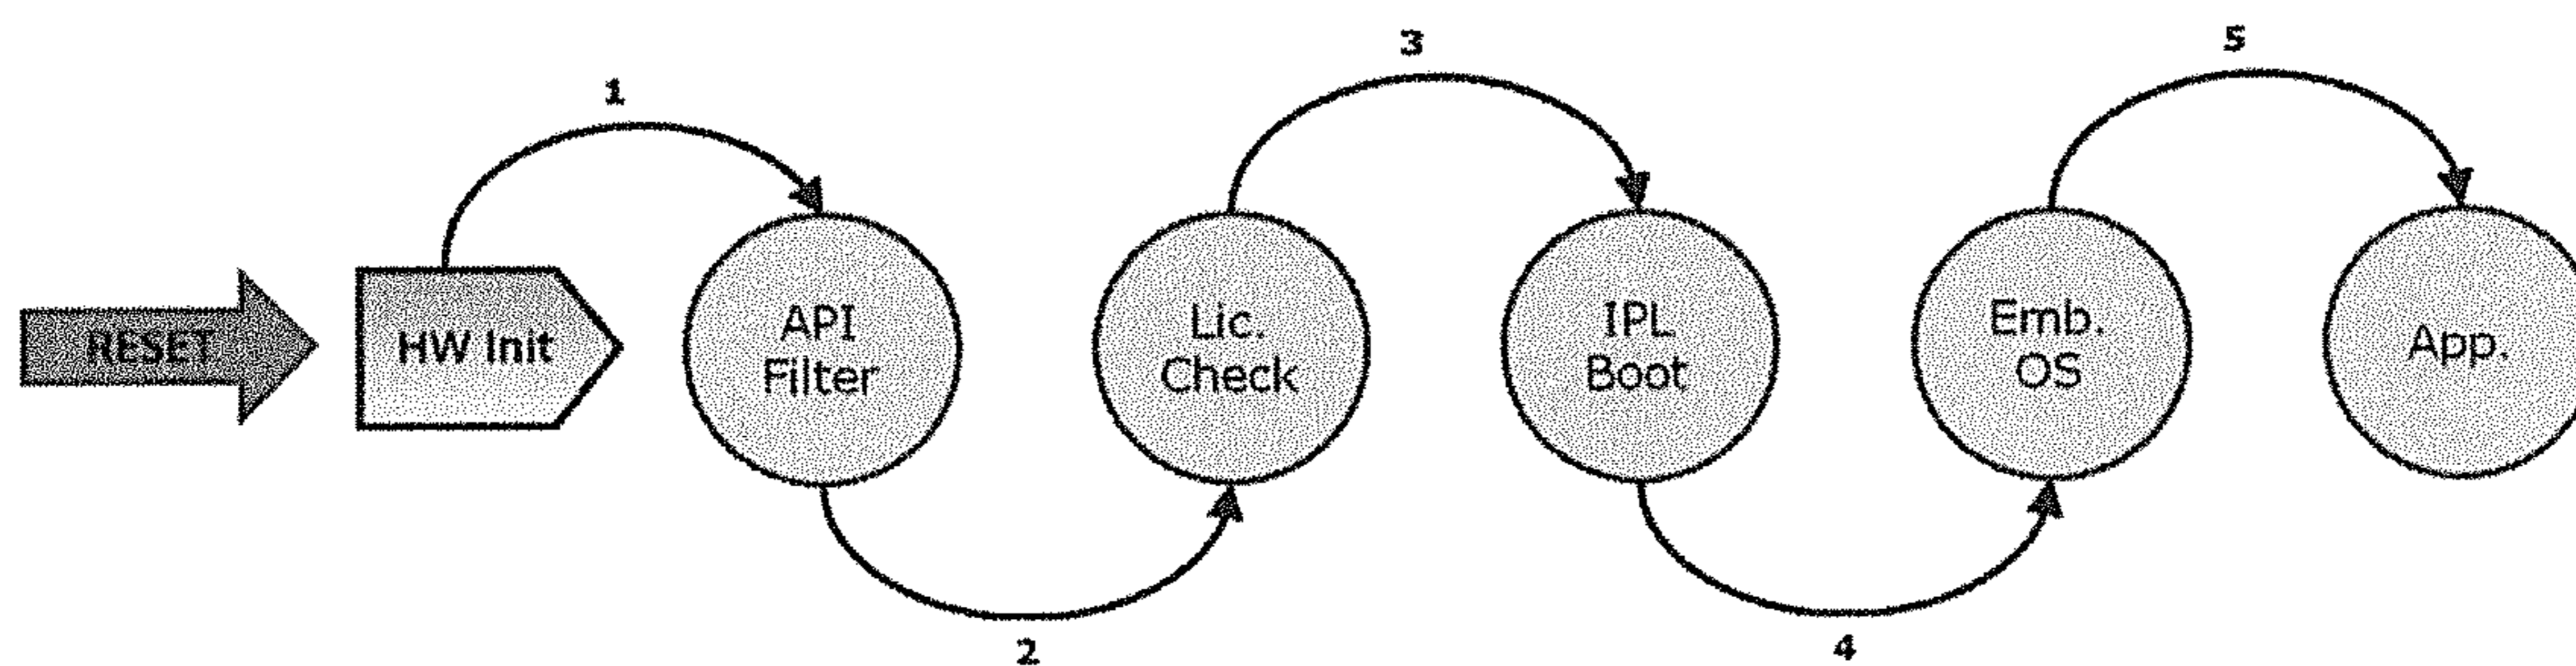 1
3
5
RESET
HW Init
API
Filter
Lic.
Check
IPL
Boot
Emb.
OS
App.
2
4